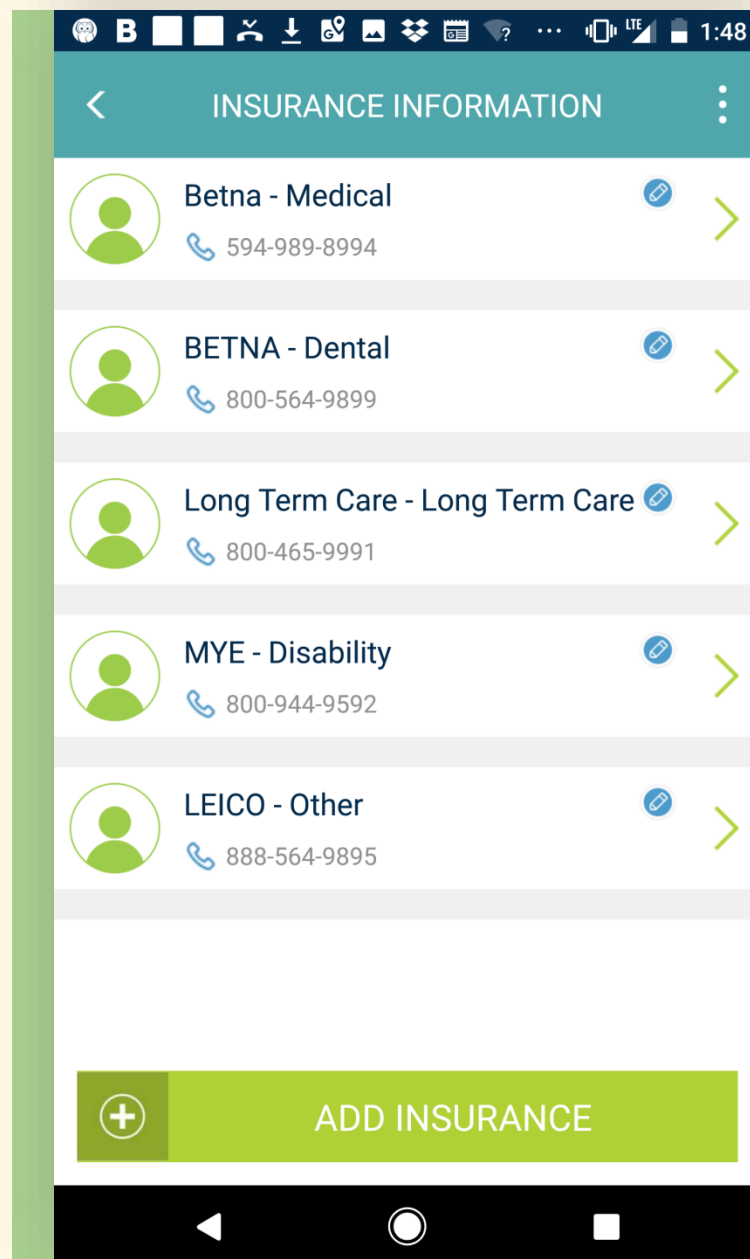 B LTE 1:48
INSURANCE INFORMATION
Betna - Medical
594-989-8994
BETNA - Dental
800-564-9899
Long Term Care - Long Term Care
800-465-9991
MYE - Disability
800-944-9592
LEICO - Other
888-564-9895
ADD INSURANCE